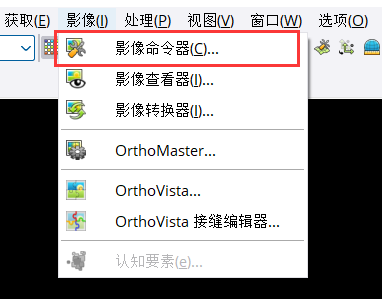 获取(E) 影像(I) 处理(P) 视图(V) 窗口(W) 选项(O)
影像命令器(C)...
影像查看器(I)...
影像转换器(I)...
OrthoMaster...
OrthoVista...
OrthoVista 接缝编辑器...
认知要素(e)...